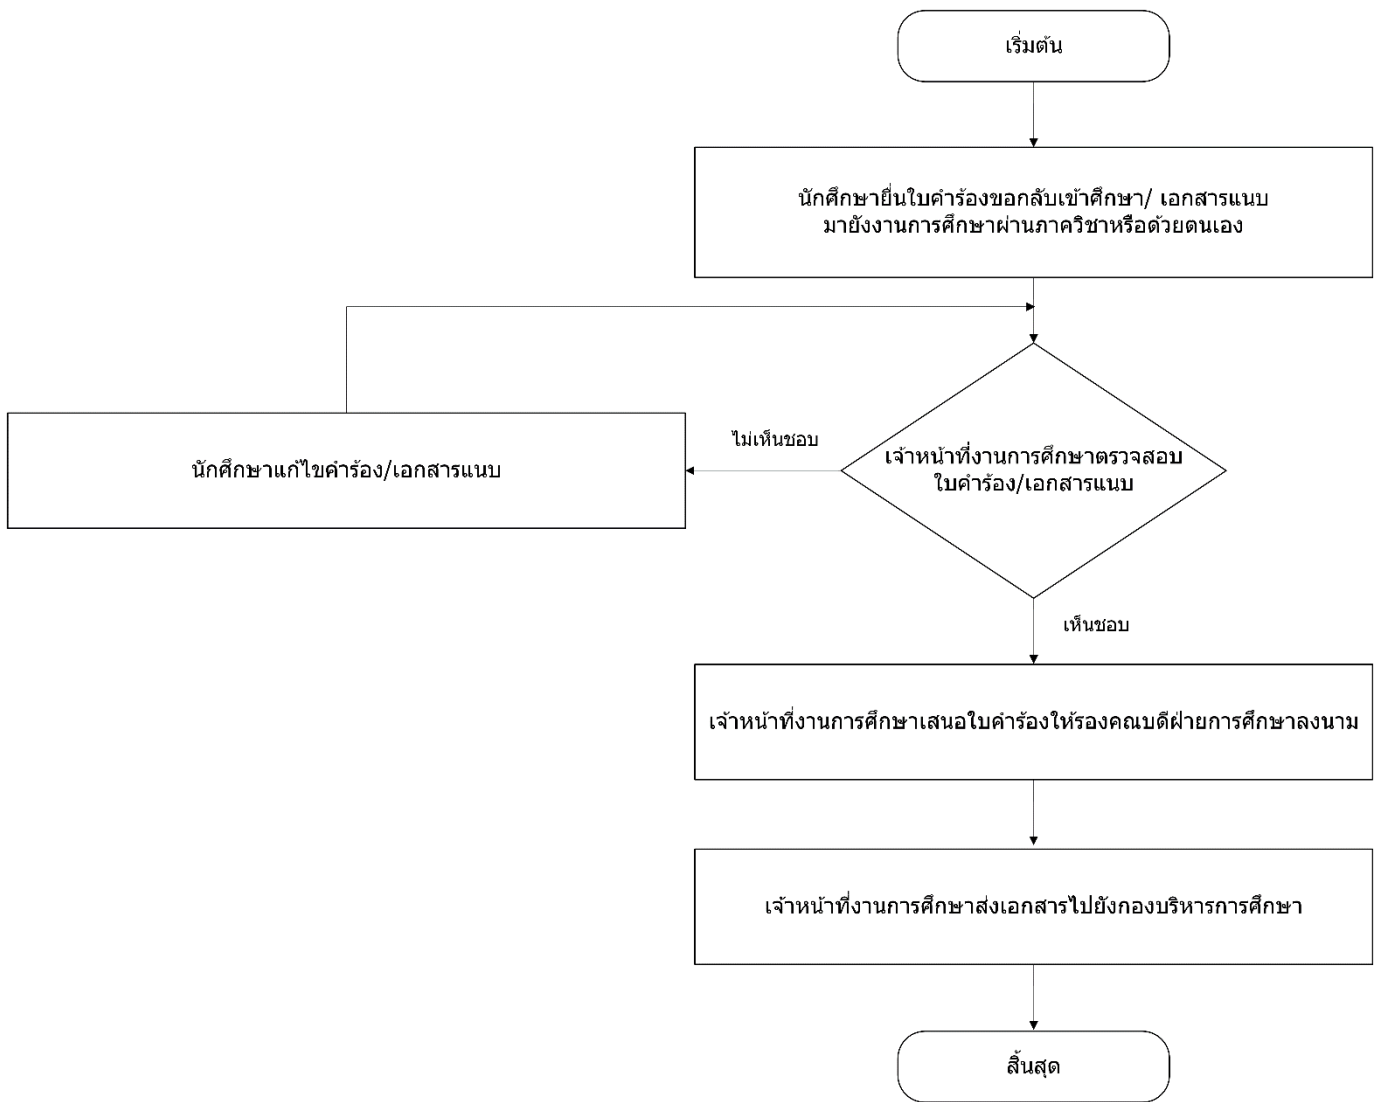 เริ่มต้น
นักศึกษายื่นใบคำร้องขอกลับเข้าศึกษา/ เอกสารแนบ
มายังงานการศึกษาผ่านภาควิชาหรือด้วยตนเอง
ไม่เห็นชอบ
นักศึกษาแก้ไขคำร้อง/เอกสารแนบ
เจ้าหน้าที่งานการศึกษาตรวจสอบ
ใบคำร้อง/เอกสารแนบ
เห็นชอบ
เจ้าหน้าที่งานการศึกษาเสนอใบคำร้องให้รองคณบดีฝ่ายการศึกษาลงนาม
เจ้าหน้าที่งานการศึกษาส่งเอกสารไปยังกองบริหารการศึกษา
สิ้นสุด